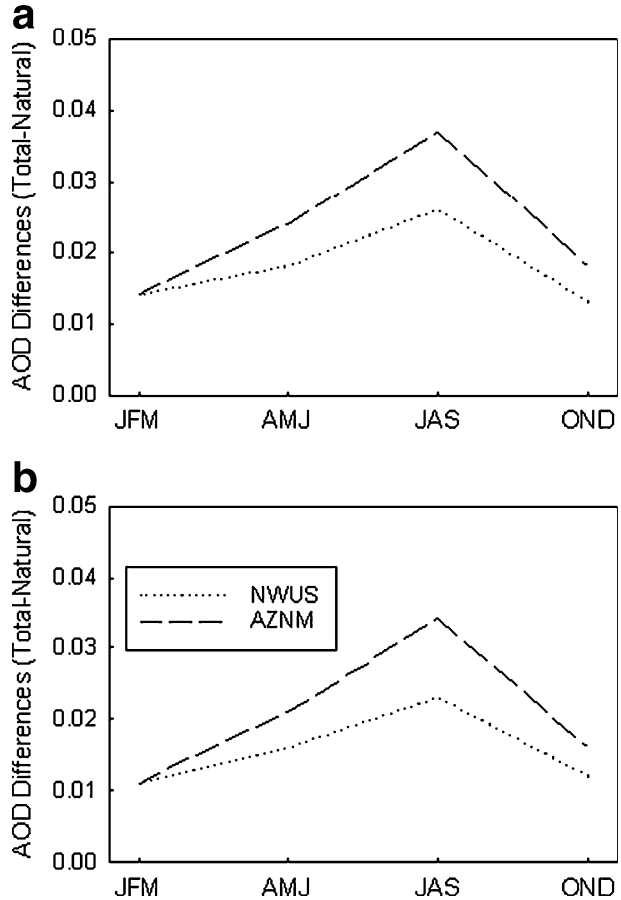 a
AOD Differences (Total-Natural)
0.05
0.04
0.03
0.02
0.01
0.00
JFM AMJ JAS OND
b
AOD Differences (Total-Natural)
0.05
0.04
0.03
0.02
0.01
0.00
NWUS
AZNM
JFM AMJ JAS OND